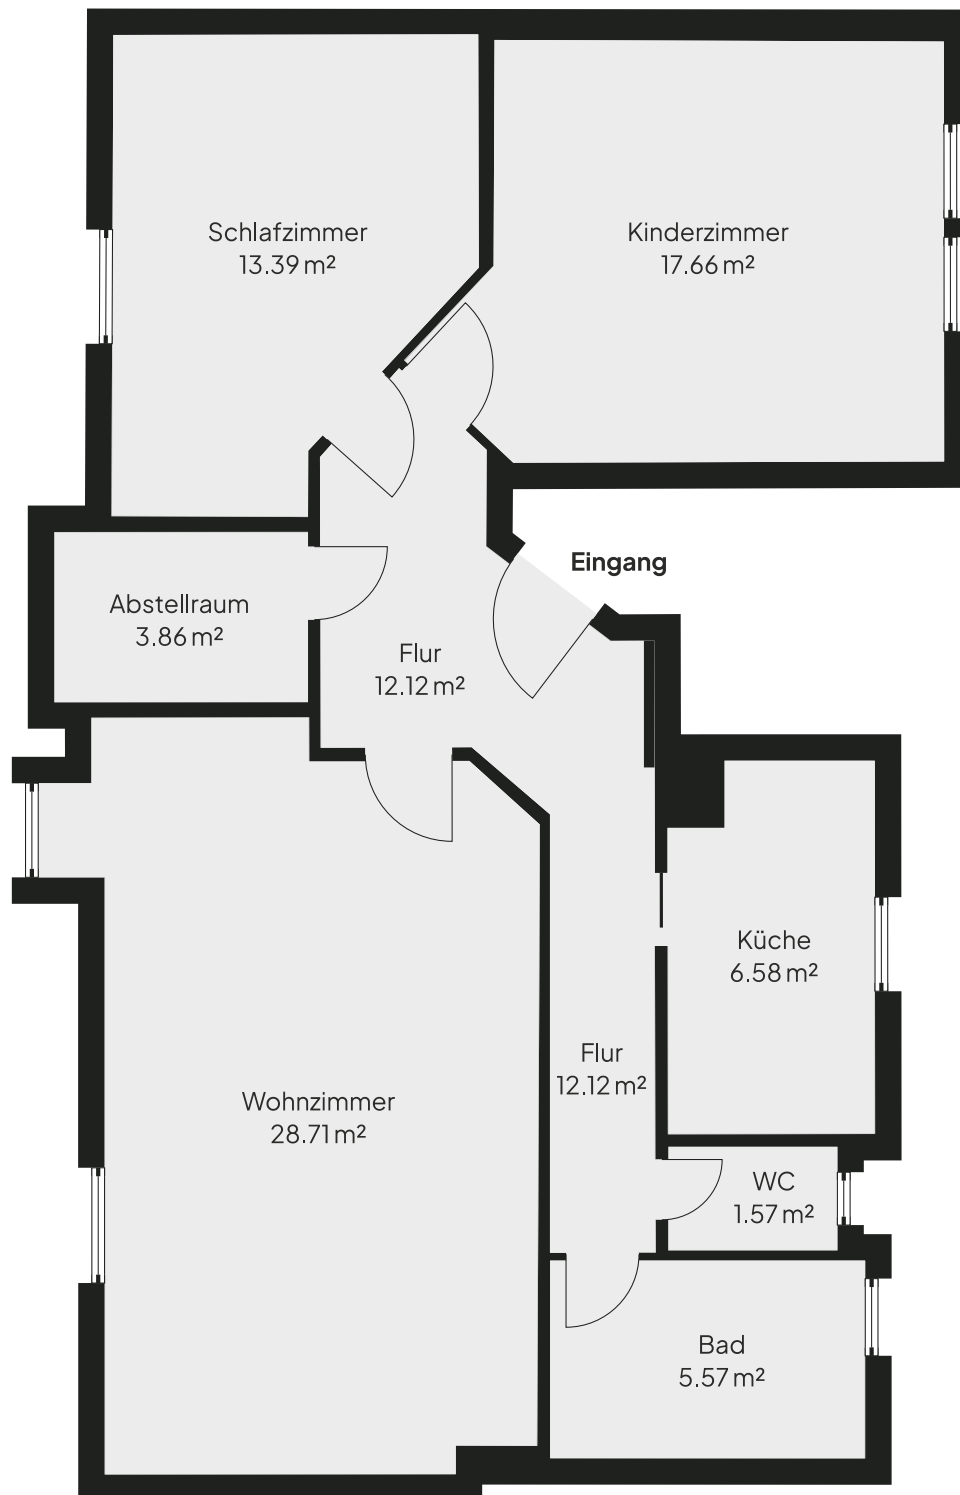 Schlafzimmer
13.39 m²
Kinderzimmer
17.66 m²
Eingang
Abstellraum
3.86 m²
Flur
12.12 m²
Küche
6.58 m²
Flur
12.12 m²
Wohnzimmer
28.71 m²
WC
1.57 m²
Bad
5.57 m²